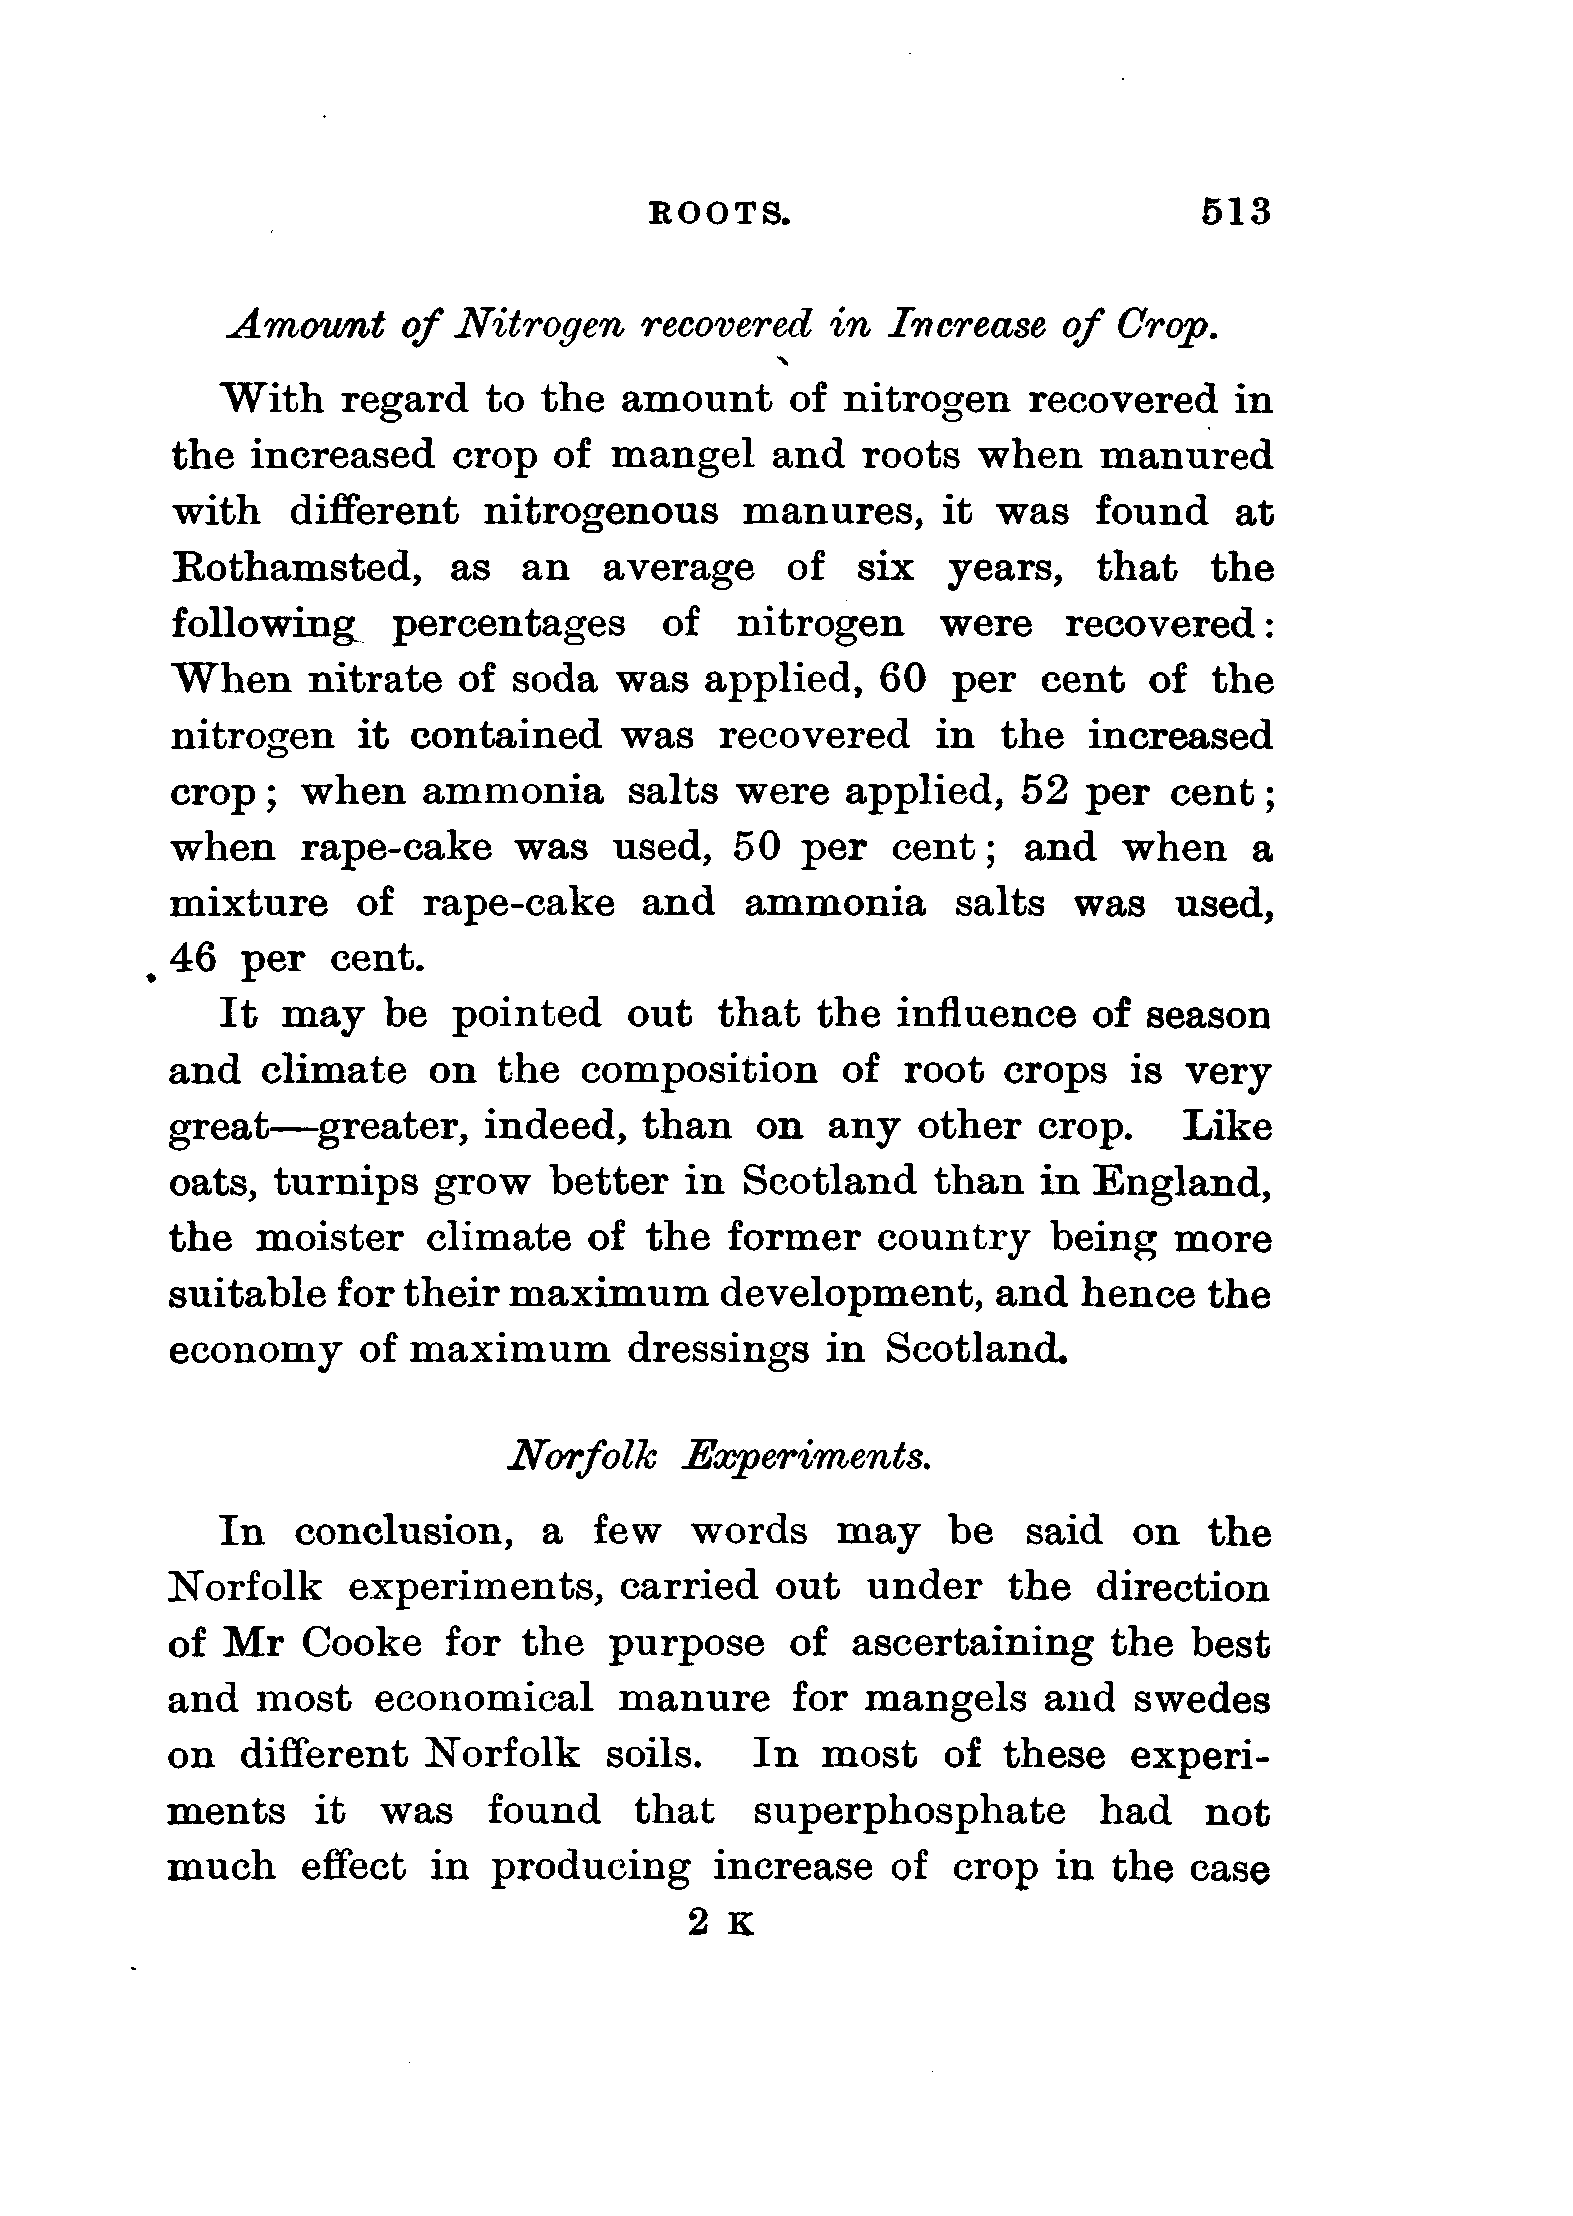 ROOTS. 513
Amount of Nitrogen recovered in Increase of Crop.
With regard to the amount of nitrogen recovered in
the increased crop of mangel and roots when manured
with different nitrogenous manures, it was found at
Rothamsted, as an average of six years, that the
following percentages of nitrogen were recovered:
When nitrate of soda was applied, 60 per cent of the
nitrogen it contained was recovered in the increased
crop; when ammonia salts were applied, 52 per cent;
when rape-cake was used, 50 per cent; and when a
mixture of rape-cake and ammonia salts was used,
46 per cent.
It may be pointed out that the influence of season
and climate on the composition of root crops is very
great—greater, indeed, than on any other crop. Like
oats, turnips grow better in Scotland than in England,
the moister climate of the former country being more
suitable for their maximum development, and hence the
economy of maximum dressings in Scotland.
Norfolk Experiments.
In conclusion, a few words may be said on the
Norfolk experiments, carried out under the direction
of Mr Cooke for the purpose of ascertaining the best
and most economical manure for mangels and swedes
on different Norfolk soils. In most of these experi-
ments it was found that superphosphate had not
much effect in producing increase of crop in the case
2 K